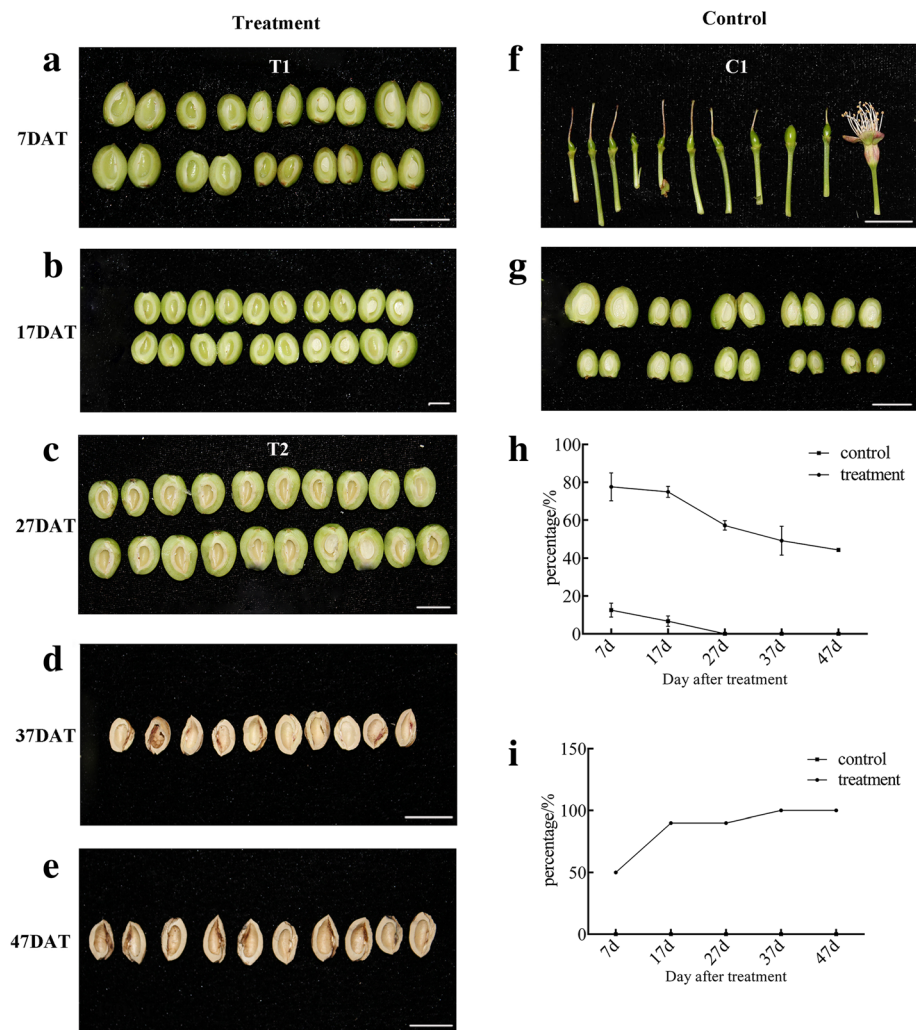 Treatment
Control
a
T1
7DAT
f
C1
b
17DAT
g
c
T2
27DAT
h
100
80
60
40
20
0
percentage/%
control
treatment
7d
17d
27d
37d
47d
Day after treatment
d
37DAT
i
150
100
50
0
percentage/%
control
treatment
7d
17d
27d
37d
47d
Day after treatment
e
47DAT